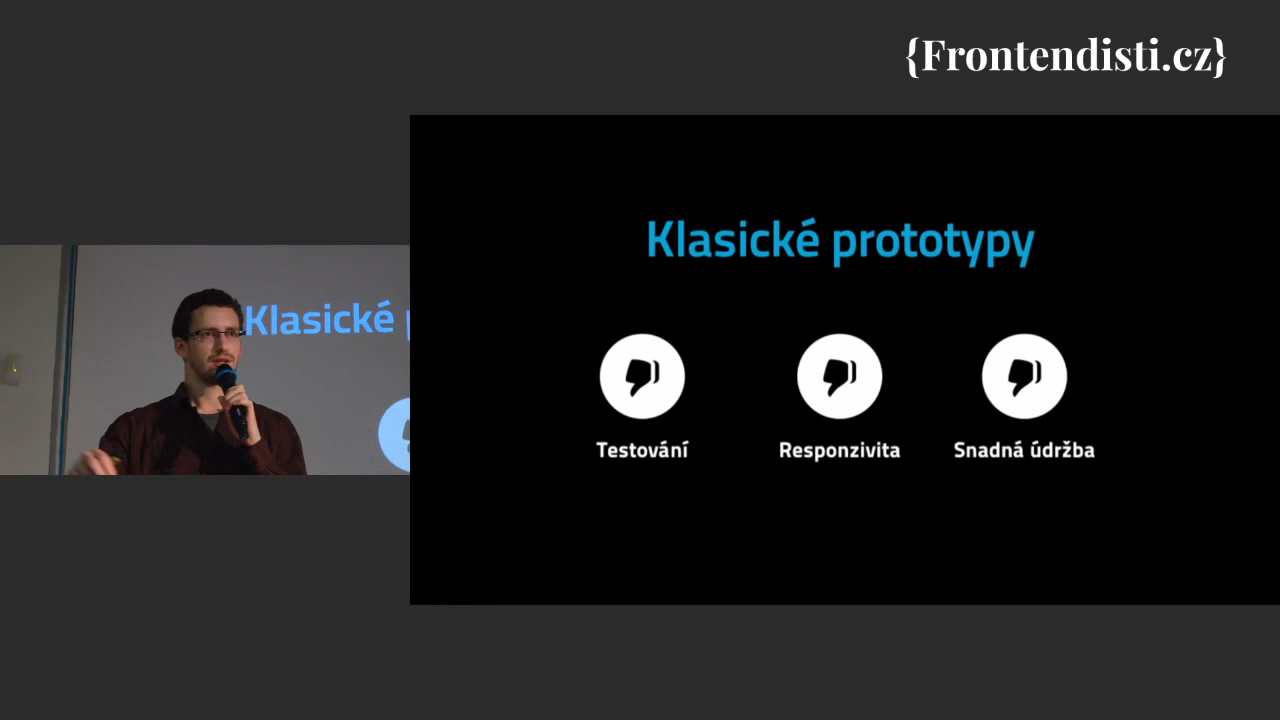 {Frontendisti.cz}
Klasické
Klasické prototypy
Testování
Responzivita
Snadná údržba